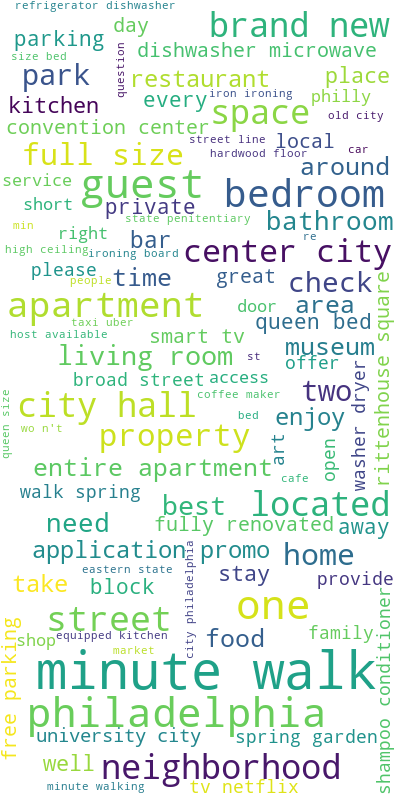 refrigerator dishwasher
brand new
day
parking
question
dishwasher microwave
size bed
park
restaurant
place
iron ironing
kitchen
every
space
philly
old city
convention center
street line
local
car
full size
hardwood floor
around
service
guest
bedroom
short
private
state penitentiary
bathroom
right
min
bar
re
high ceiling
ironing board
center city
please
people
time
great
check
apartment
door
area
rittenhouse square
taxi uber
queen bed
host available
smart tv
museum
living room
st
offer
washer dryer
broad street
access
two
queen size
city hall
coffee maker
bed
enjoy
wo n't
property
art
open
entire apartment
cafe
walk spring
best
located
need
fully renovated
away
application promo
home
city philadelphia
eastern state
block
stay
provide
take
one
shampoo conditioner
street
free parking
shop
equipped kitchen
food
family
market
minute walk
philadelphia
university city
spring garden
well
neighborhood
minute walking
tv netflix